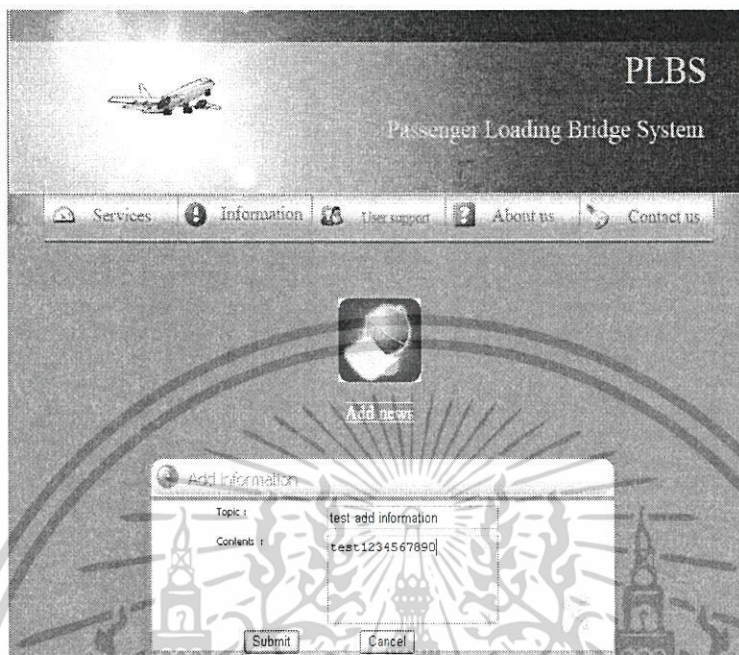 PLBS
Passenger Loading Bridge System
Services Information User support About us Contact us
Add news
Add information
Topic :
test add information
Contents :
test1234567890
Submit Cancel